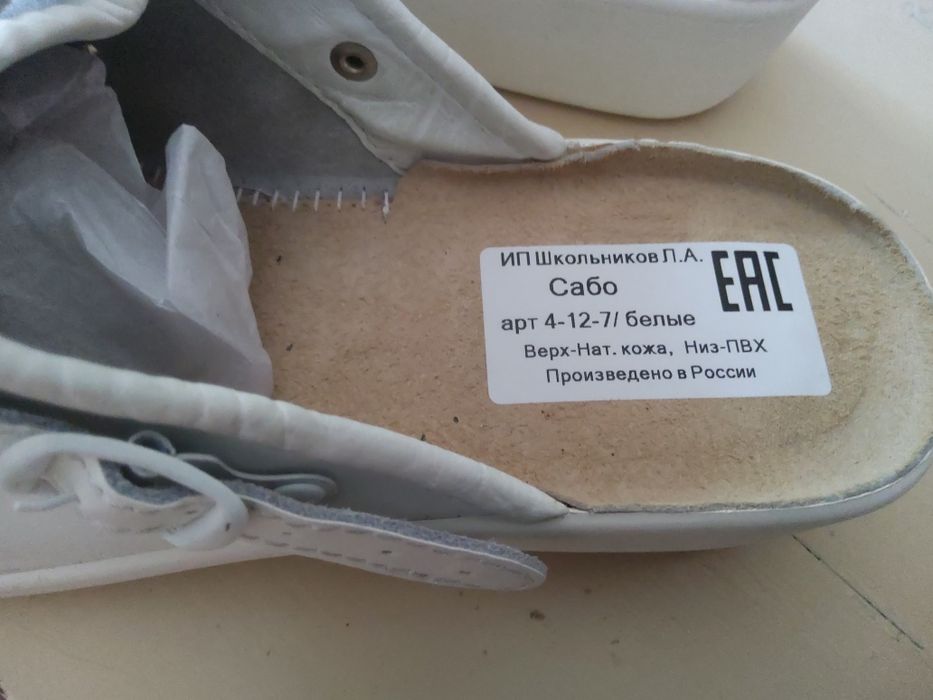 ИП Школьников Л.А.
Сабо
EAC
арт 4-12-7/ белые
Верх-Нат. кожа, Низ-ПВХ
Произведено в России